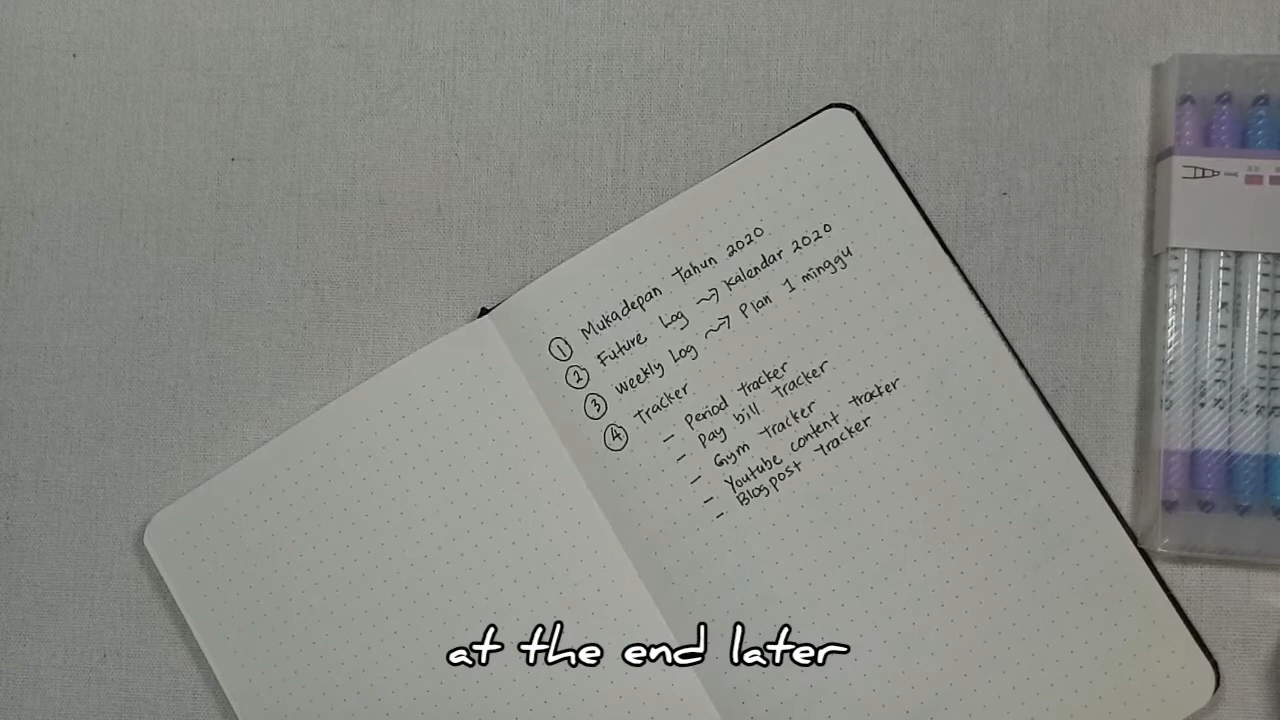 ① Mukadepan Tahun 2020
② Future Log ~> Kalendar 2020
③ Weekly Log ~> Plan 1 minggu
④ Tracker
- Period tracker
- Pay bill tracker
- Gym tracker
- Youtube content tracker
- Blogpost tracker
at the end later